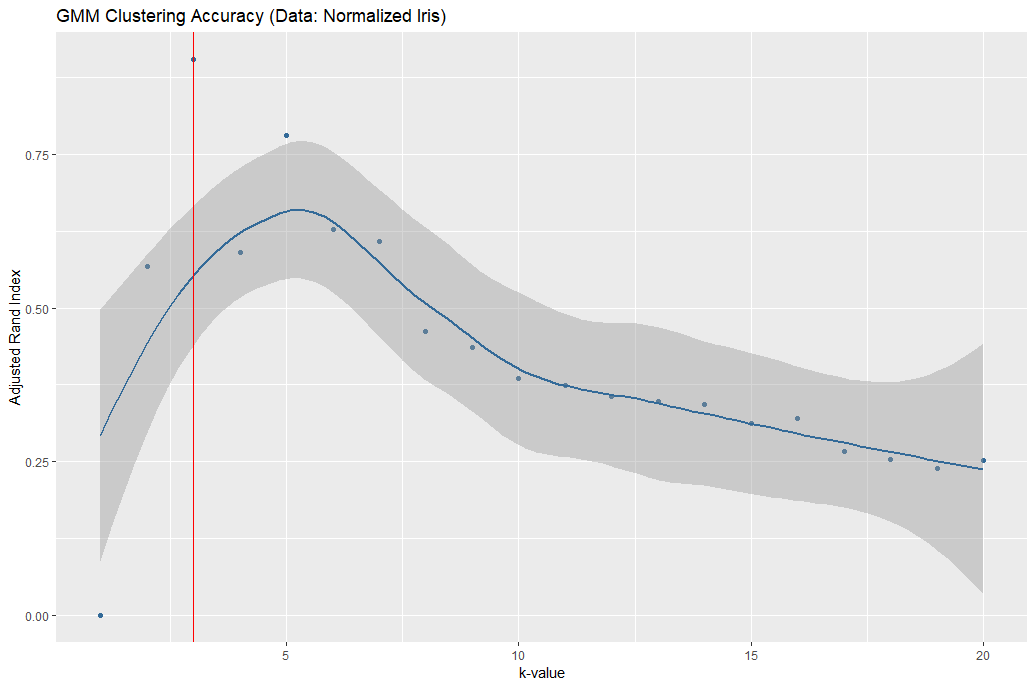 GMM Clustering Accuracy (Data: Normalized Iris)
Adjusted Rand Index
0.75
0.50
0.25
0.00
5 10 15 20
k-value